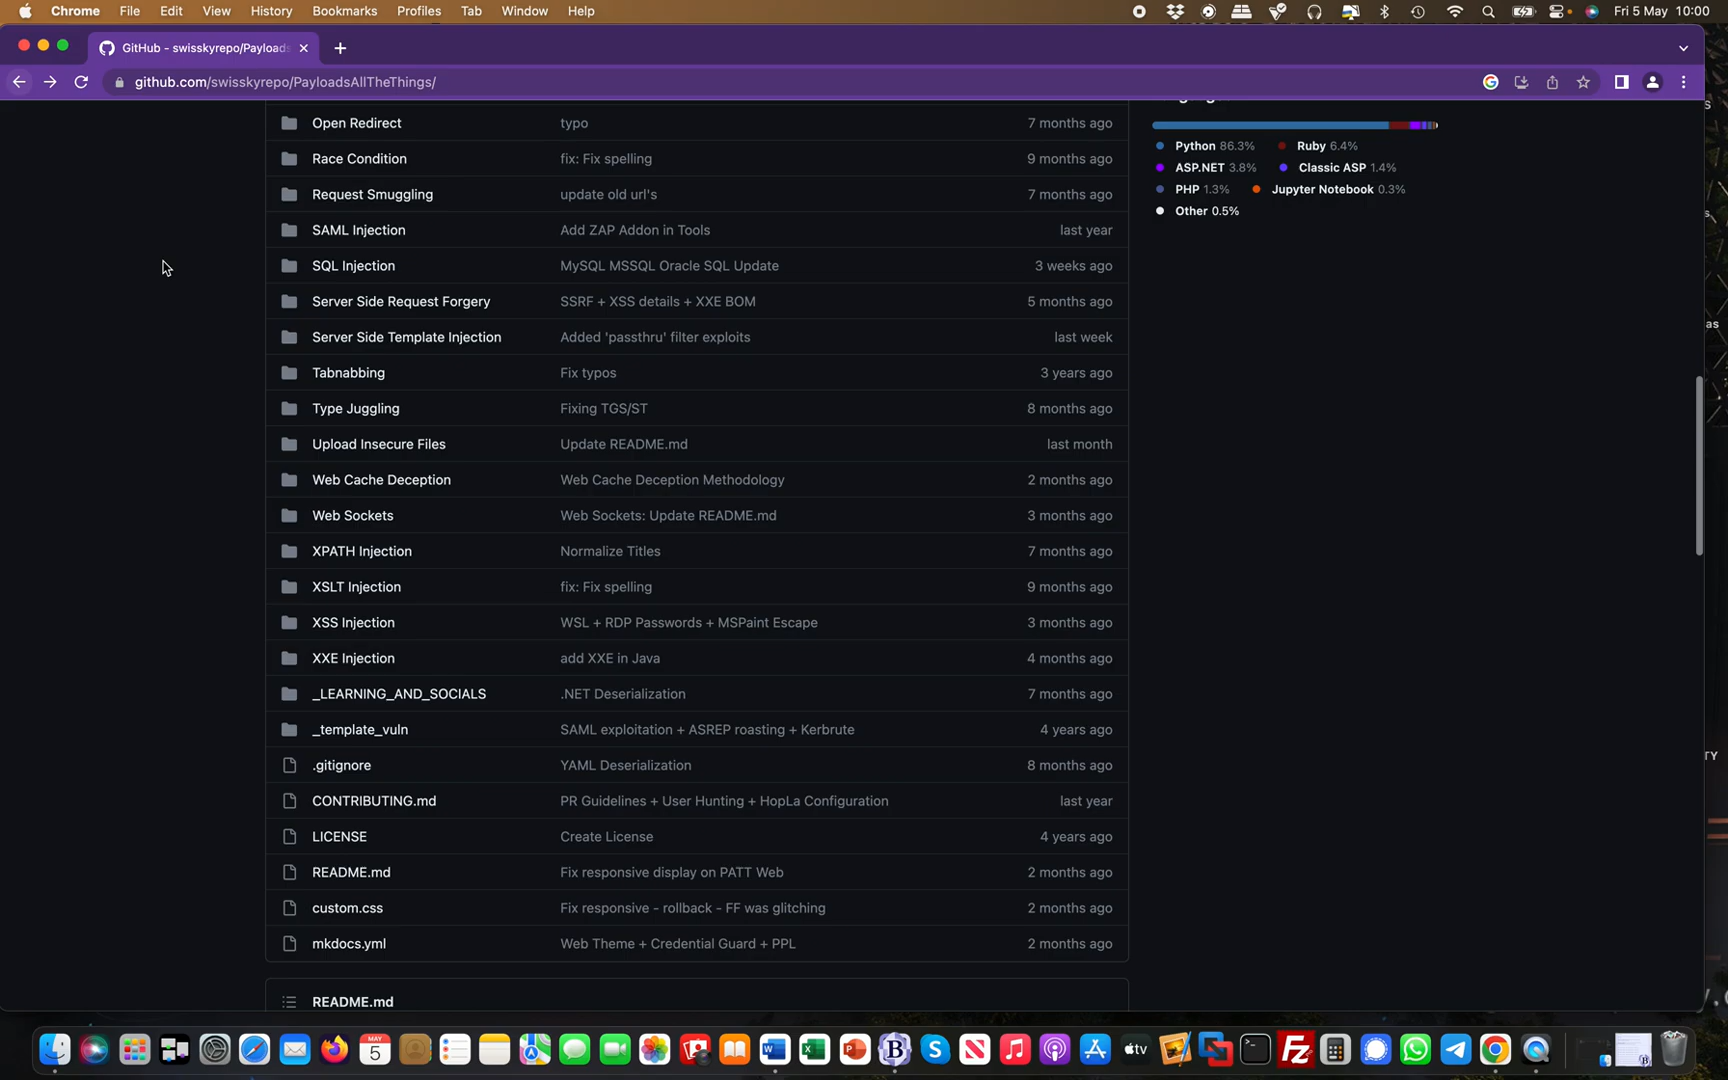 Chrome File Edit View History Bookmarks Profiles Tab Window Help Fri 5 May 10:00
GitHub - swisskyrepo/Payloads
github.com/swisskyrepo/PayloadsAllTheThings/
Open Redirect typo 7 months ago
Race Condition fix: Fix spelling 9 months ago
Request Smuggling update old url's 7 months ago
SAML Injection Add ZAP Addon in Tools last year
SQL Injection MySQL MSSQL Oracle SQL Update 3 weeks ago
Server Side Request Forgery SSRF + XSS details + XXE BOM 5 months ago
Server Side Template Injection Added 'passthru' filter exploits last week
Tabnabbing Fix typos 3 years ago
Type Juggling Fixing TGS/ST 8 months ago
Upload Insecure Files Update README.md last month
Web Cache Deception Web Cache Deception Methodology 2 months ago
Web Sockets Web Sockets: Update README.md 3 months ago
XPATH Injection Normalize Titles 7 months ago
XSLT Injection fix: Fix spelling 9 months ago
XSS Injection WSL + RDP Passwords + MSPaint Escape 3 months ago
XXE Injection add XXE in Java 4 months ago
_LEARNING_AND_SOCIALS .NET Deserialization 7 months ago
_template_vuln SAML exploitation + ASREP roasting + Kerbrute 4 years ago
.gitignore YAML Deserialization 8 months ago
CONTRIBUTING.md PR Guidelines + User Hunting + HopLa Configuration last year
LICENSE Create License 4 years ago
README.md Fix responsive display on PATT Web 2 months ago
custom.css Fix responsive - rollback - FF was glitching 2 months ago
mkdocs.yml Web Theme + Credential Guard + PPL 2 months ago
README.md
Python 86.3% Ruby 6.4%
ASP.NET 3.8% Classic ASP 1.4%
PHP 1.3% Jupyter Notebook 0.3%
Other 0.5%
MAY
5
tv